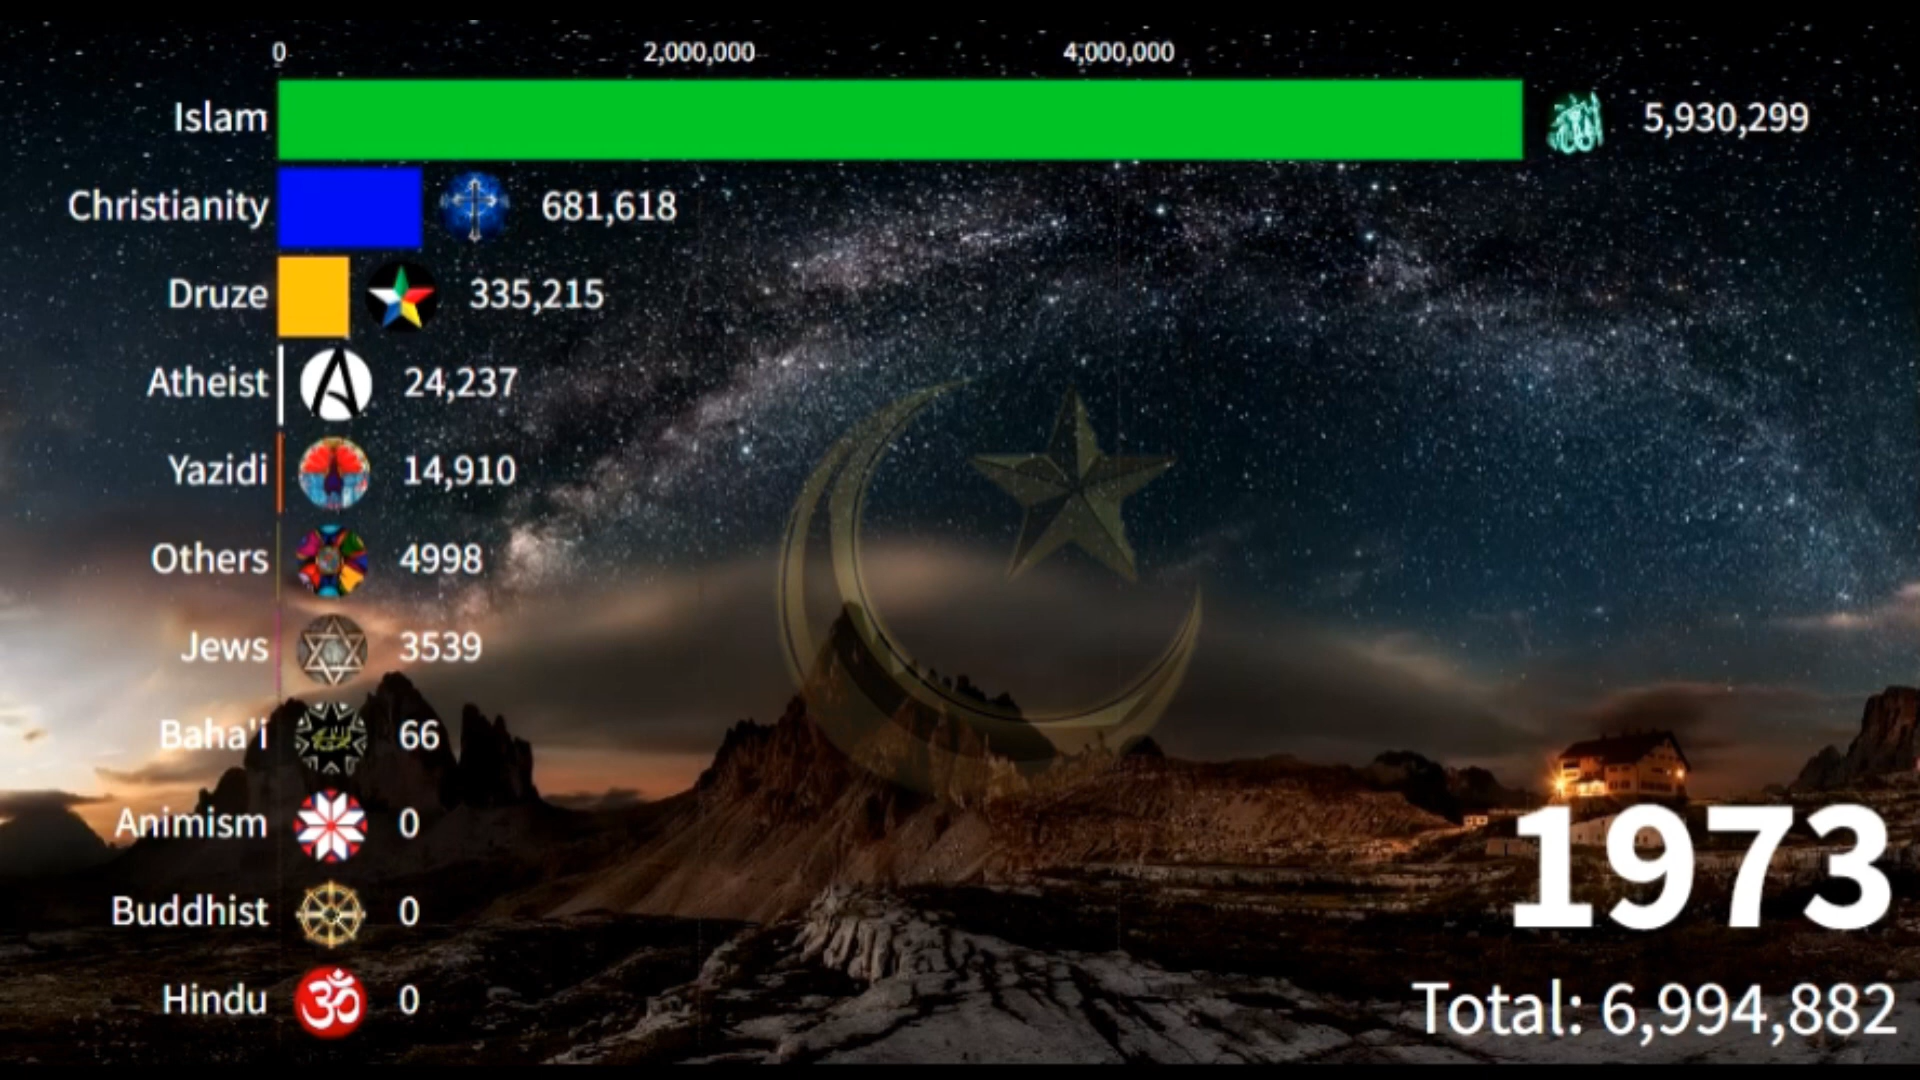 0 2,000,000 4,000,000
Islam 5,930,299
Christianity 681,618
Druze 335,215
Atheist 24,237
Yazidi 14,910
Others 4998
Jews 3539
Baha'i 66
Animism 0
Buddhist 0
Hindu ॐ 0
1973
Total: 6,994,882